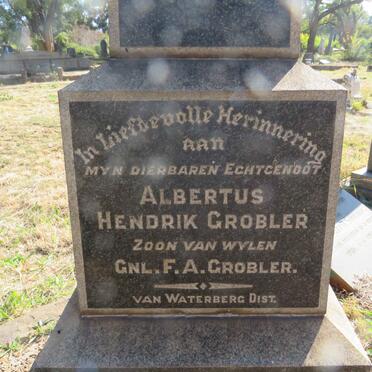 In Liefdevolle Herinnering
aan
myn dierbaren Echtgenoot
Albertus
Hendrik Grobler
Zoon van wylen
Gnl. F. A. Grobler.
van Waterberg Dist.